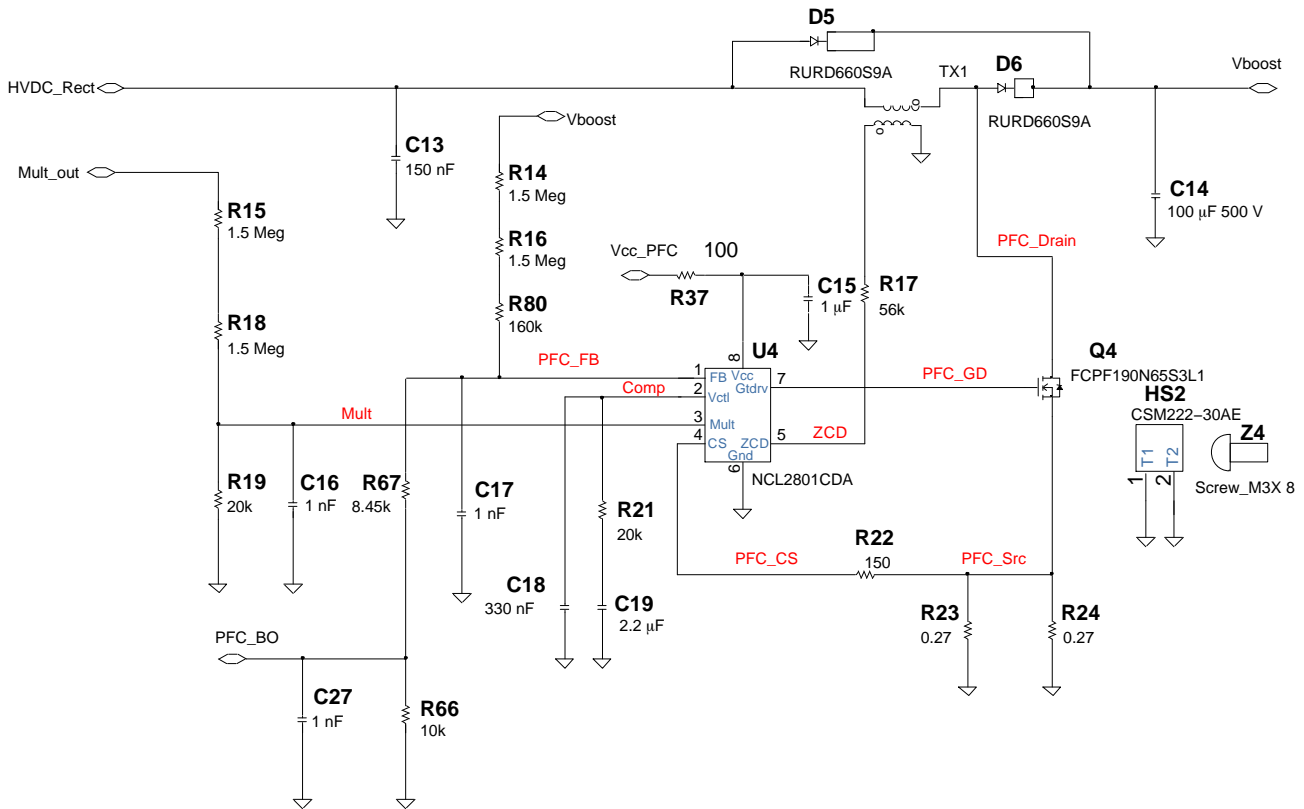 D5
RURD660S9A
TX1
D6
RURD660S9A
Vboost
HVDC_Rect
Vboost
C13
150 nF
Mult_out
R14
1.5 Meg
C14
100 μF 500 V
R15
1.5 Meg
R16
1.5 Meg
Vcc_PFC
100
R37
PFC_Drain
C15
1 μF
R17
56k
R18
1.5 Meg
R80
160k
PFC_FB
U4
8
1
FB
Vcc
7
Gtdrv
PFC_GD
Q4
FCPF190N65S3L1
Comp
2
Vctl
Mult
3
Mult
4
CS
ZCD
5
ZCD
Gnd
6
NCL2801CDA
HS2
CSM222−30AE
T1
T2
1
2
Z4
Screw_M3X 8
R19
20k
C16
1 nF
R67
8.45k
C17
1 nF
R21
20k
PFC_CS
R22
150
PFC_Src
C18
330 nF
C19
2.2 μF
R23
0.27
R24
0.27
PFC_BO
C27
1 nF
R66
10k